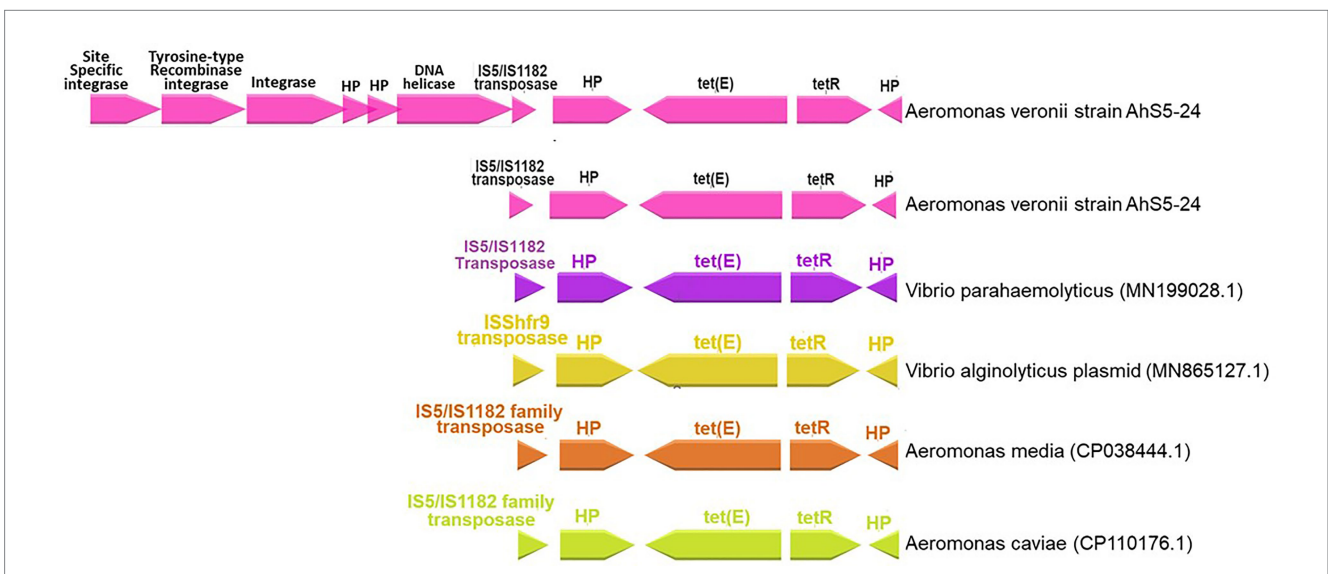 Site
Specific
integrase
Tyrosine-type
Recombinase
integrase
Integrase
HP
HP
DNA
helicase
IS5/IS1182
transposase
HP
tet(E)
tetR
HP
Aeromonas veronii strain AhS5-24
IS5/IS1182
transposase
HP
tet(E)
tetR
HP
Aeromonas veronii strain AhS5-24
IS5/IS1182
Transposase
HP
tet(E)
tetR
HP
Vibrio parahaemolyticus (MN199028.1)
ISShfr9
transposase
HP
tet(E)
tetR
HP
Vibrio alginolyticus plasmid (MN865127.1)
IS5/IS1182 family
transposase
HP
tet(E)
tetR
HP
Aeromonas media (CP038444.1)
IS5/IS1182 family
transposase
HP
tet(E)
tetR
HP
Aeromonas caviae (CP110176.1)